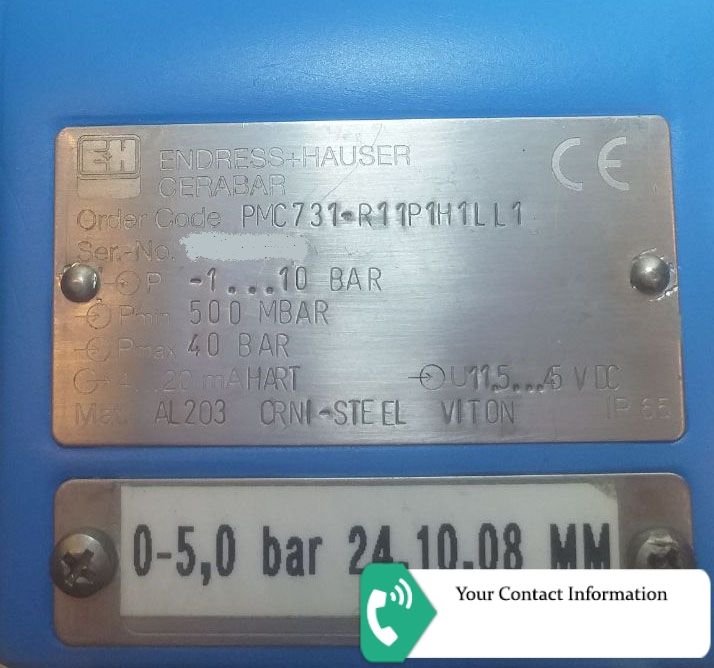 E+H ENDRESS+HAUSER CE
CERABAR
Order Code PMC731-R11P1H1LL1
Ser.-No.
P -1...10 BAR
Pmin 500 MBAR
Pmax 40 BAR
4...20 mA HART U 11,5...45 V DC
Mat. AL203 CRNI-STEEL VITON IP 65
0-5,0 bar 24.10.08 MM
Your Contact Information